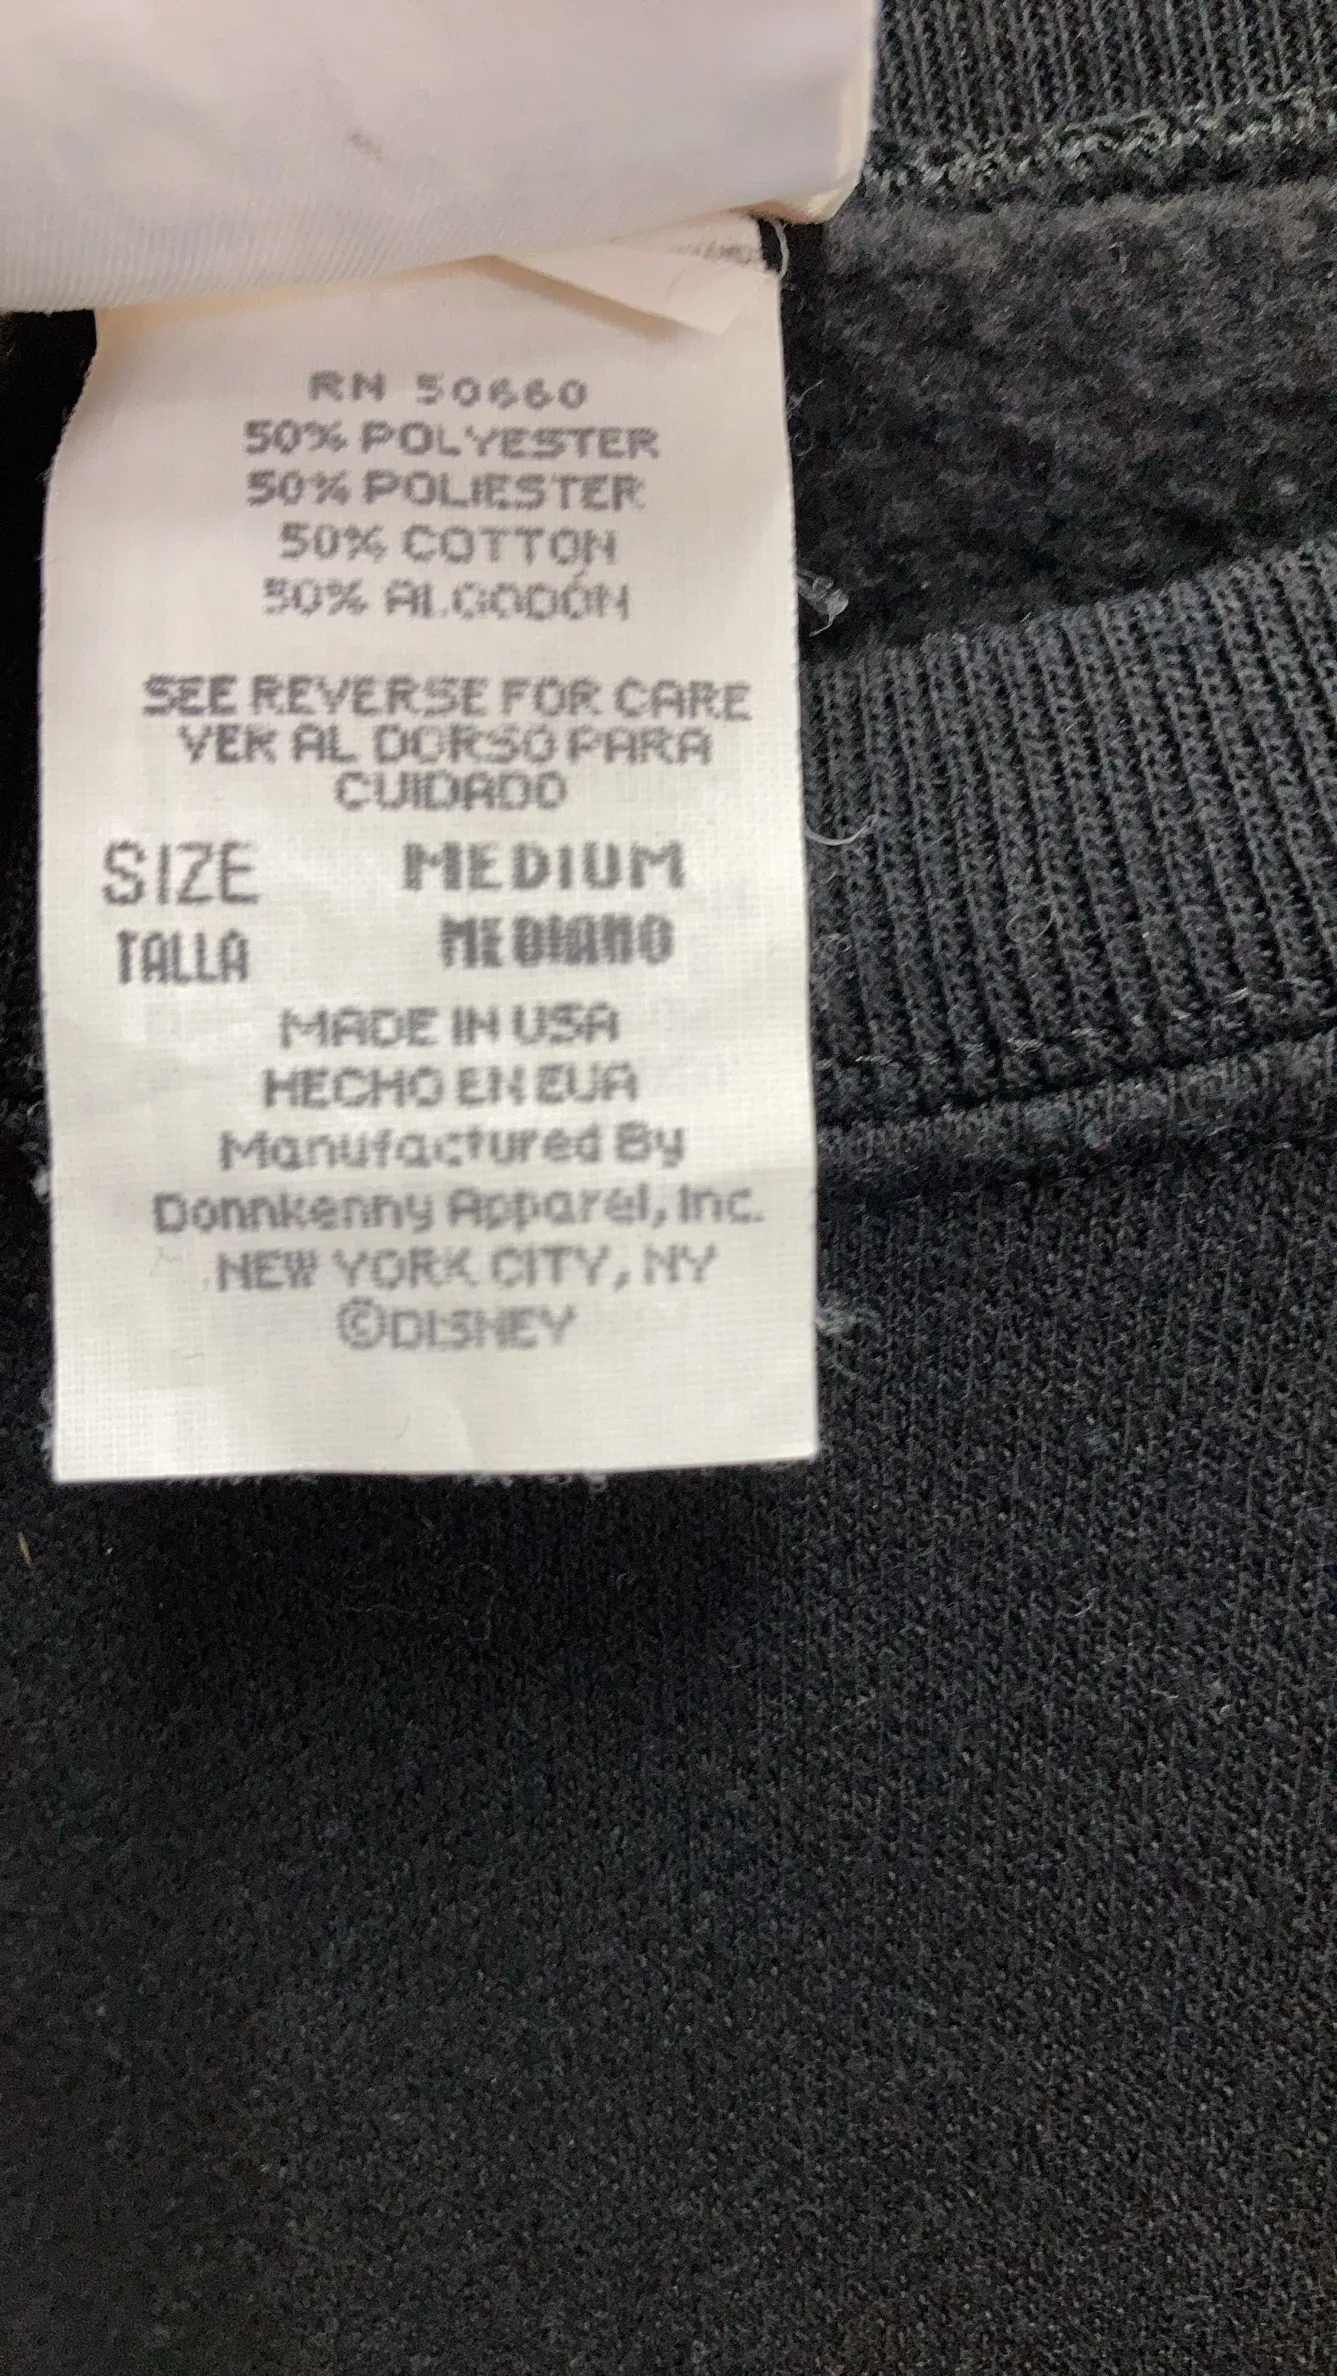 RN 50660
50% POLYESTER
50% POLIESTER
50% COTTON
50% ALGODÓN
SEE REVERSE FOR CARE
VER AL DORSO PARA
CUIDADO
SIZE MEDIUM
TALLA MEDIANO
MADE IN USA
HECHO EN EUA
Manufactured By
Donnkenny Apparel, Inc.
NEW YORK CITY, NY
©DISNEY